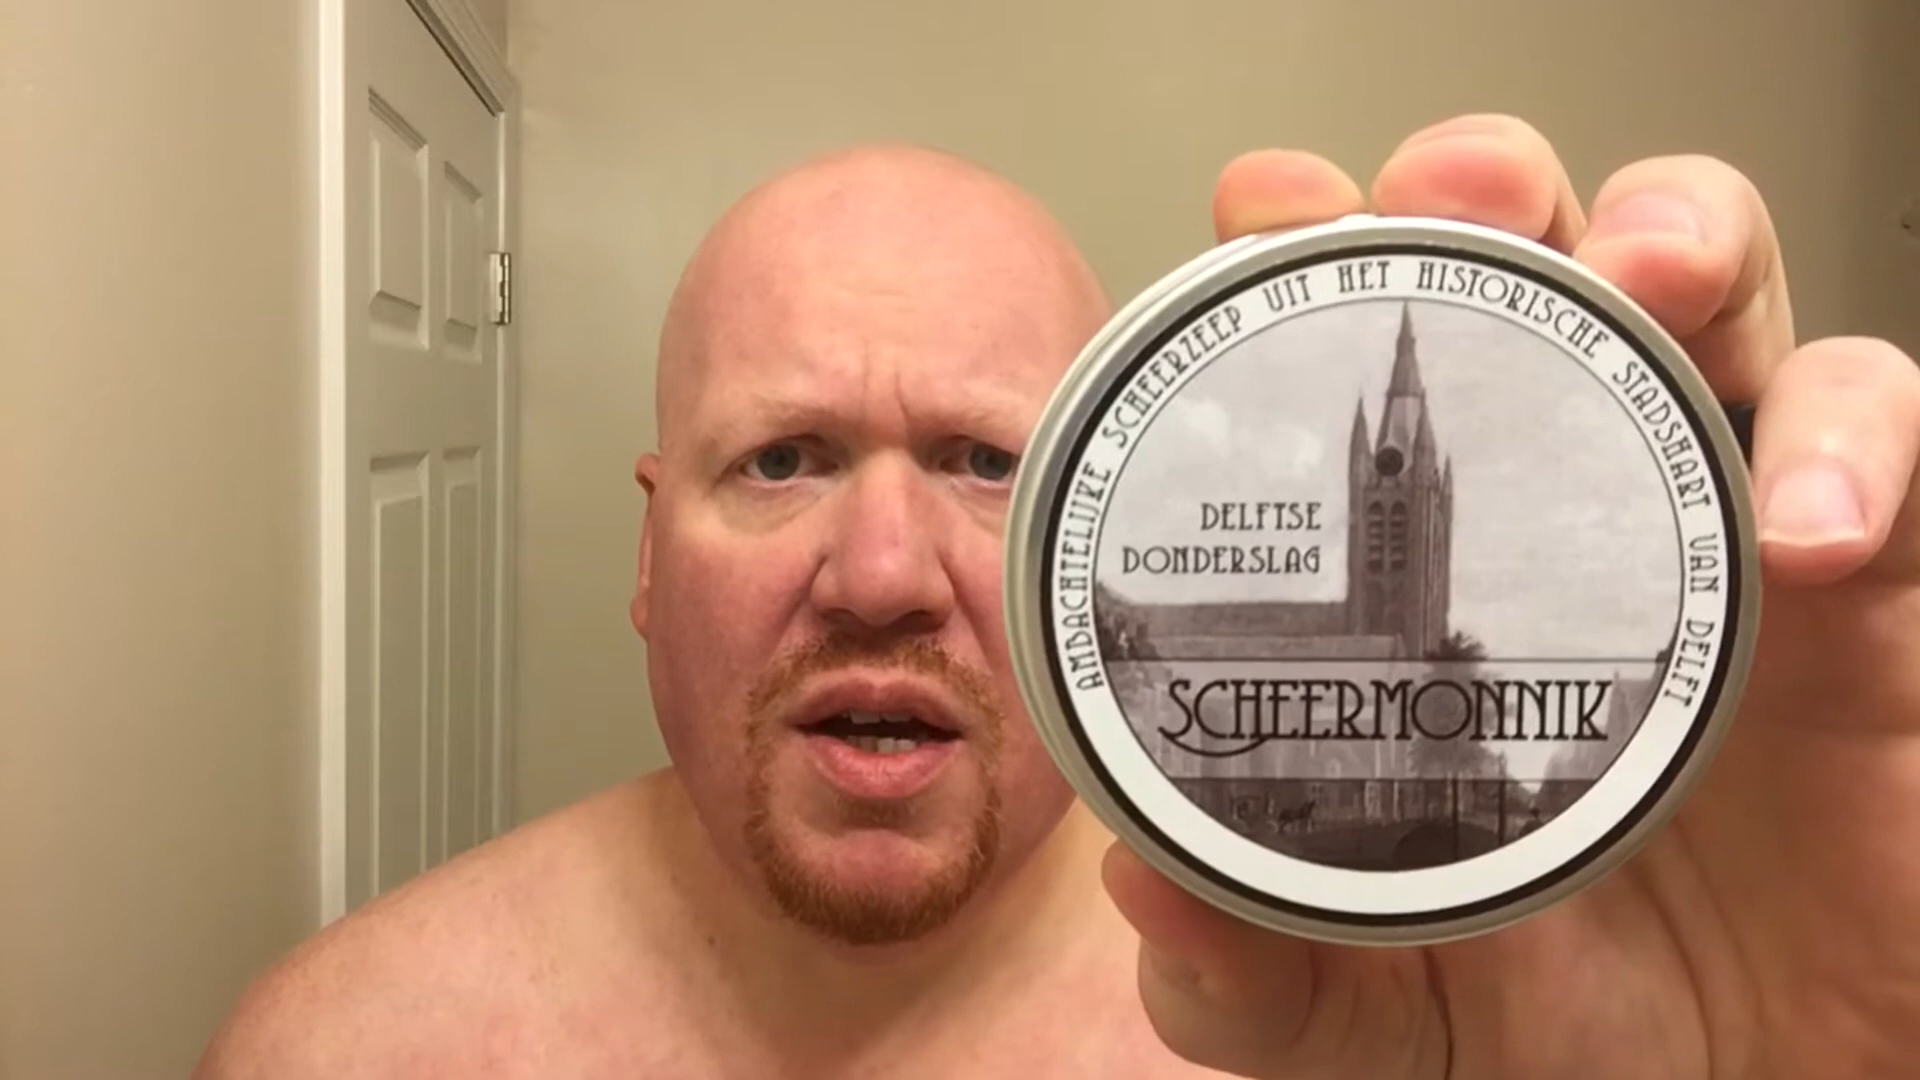 AMBACHTELIJKE SCHEERZEEP UIT HET HISTORISCHE STADSHART VAN DELFT
DELFTSE
DONDERSLAG
SCHEERMONNIK